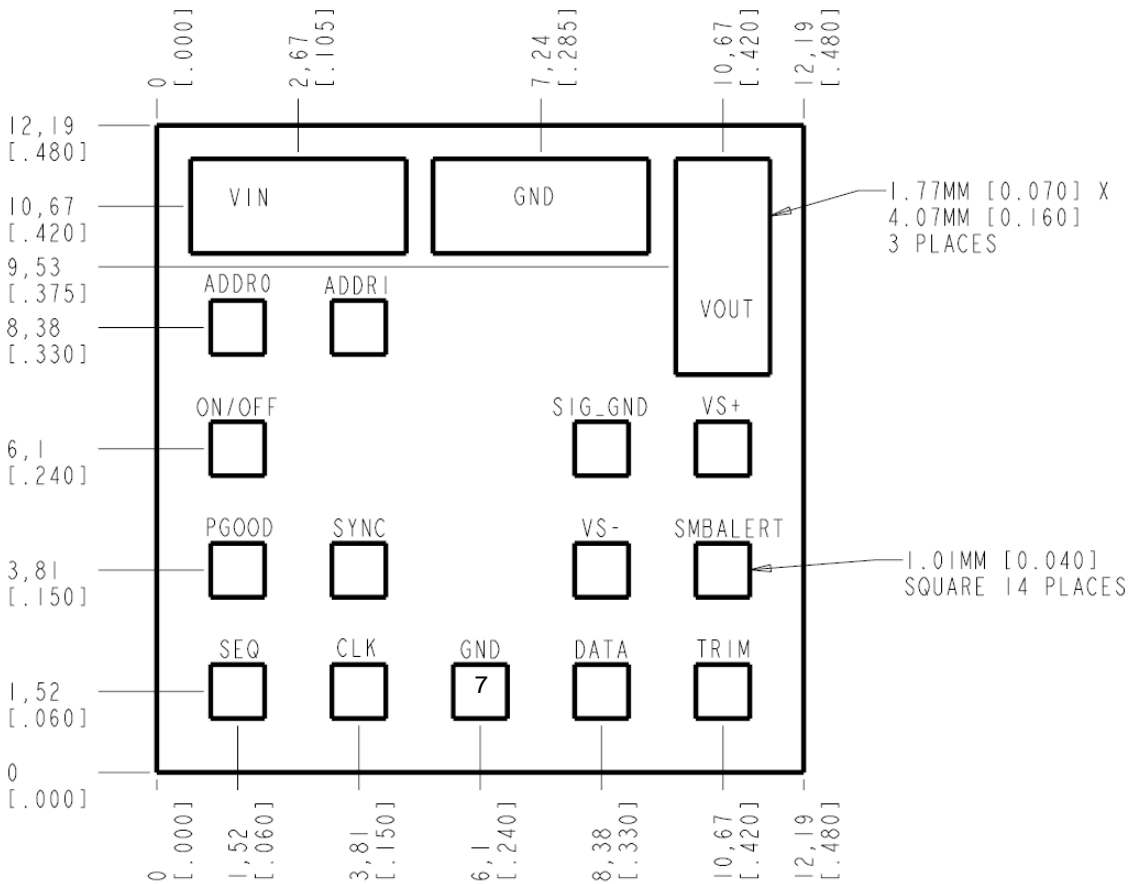 0
[.000]
2,67
[.105]
7,24
[.285]
10,67
[.420]
12,19
[.480]
12,19
[.480]
VIN
GND
1.77MM [0.070] X
4.07MM [0.160]
3 PLACES
10,67
[.420]
9,53
[.375]
ADDR0
ADDR1
VOUT
8,38
[.330]
ON/OFF
SIG_GND
VS+
6,1
[.240]
PGOOD
SYNC
VS-
SMBALERT
1.01MM [0.040]
SQUARE 14 PLACES
3,81
[.150]
SEQ
CLK
GND
DATA
TRIM
7
1,52
[.060]
0
[.000]
0
[.000]
1,52
[.060]
3,81
[.150]
6,1
[.240]
8,38
[.330]
10,67
[.420]
12,19
[.480]